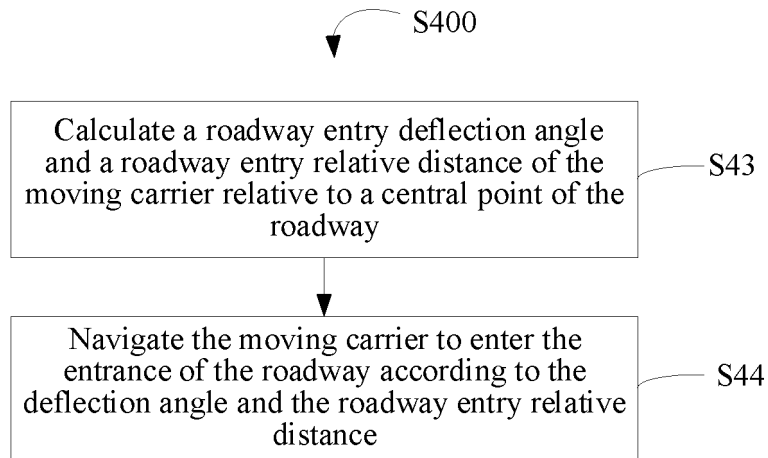 S400
Calculate a roadway entry deflection angle
and a roadway entry relative distance of the
moving carrier relative to a central point of the
roadway
S43
Navigate the moving carrier to enter the
entrance of the roadway according to the
deflection angle and the roadway entry relative
distance
S44